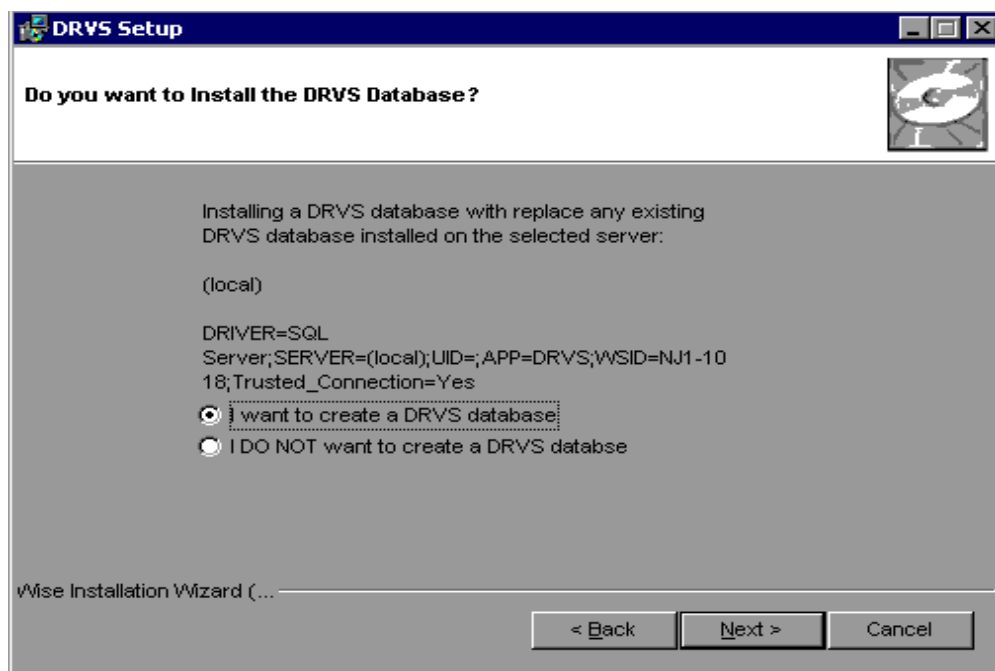 DRVS Setup
Do you want to Install the DRVS Database?
Installing a DRVS database with replace any existing
DRVS database installed on the selected server:
(local)
DRIVER=SQL
Server;SERVER=(local);UID=;APP=DRVS;WSID=NJ1-10
18;Trusted_Connection=Yes
I want to create a DRVS database
I DO NOT want to create a DRVS databse
Wise Installation Wizard (...
< Back
Next >
Cancel